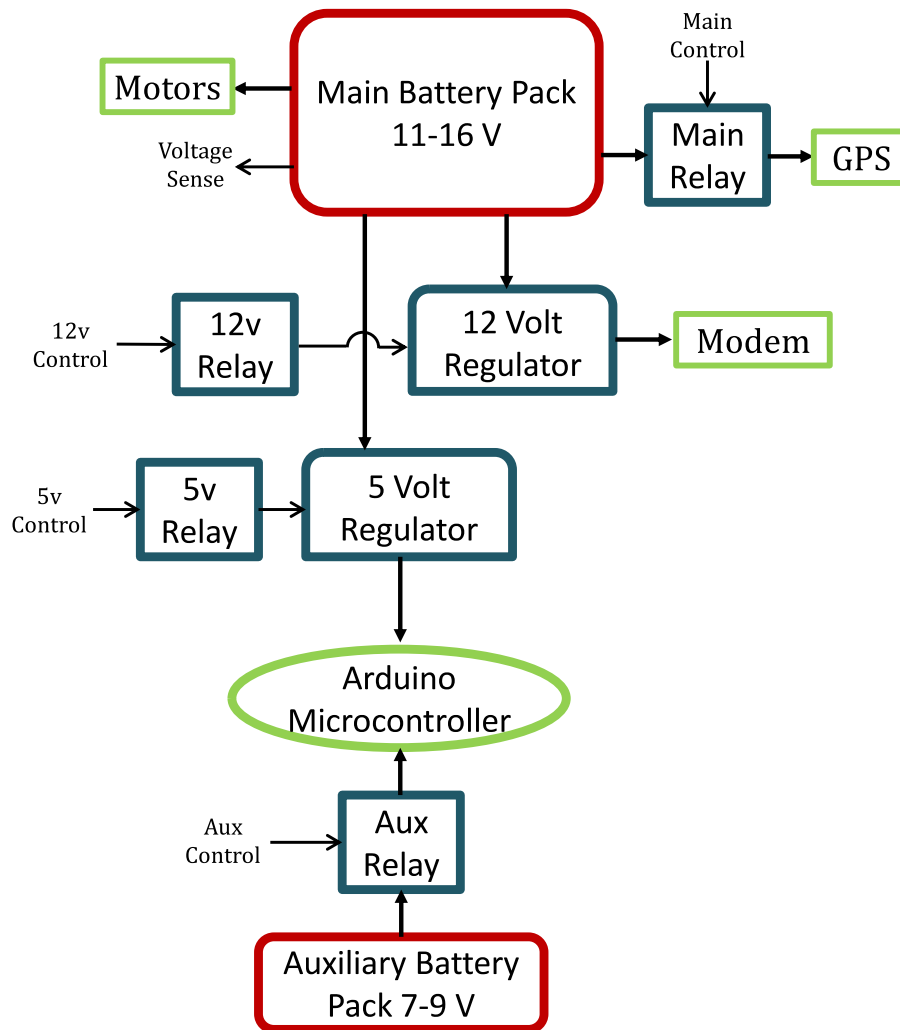 Main
Control
Motors
Main Battery Pack
11-16 V
Main
Relay
GPS
Voltage
Sense
12v
Control
12v
Relay
12 Volt
Regulator
Modem
5v
Control
5v
Relay
5 Volt
Regulator
Arduino
Microcontroller
Aux
Control
Aux
Relay
Auxiliary Battery
Pack 7-9 V